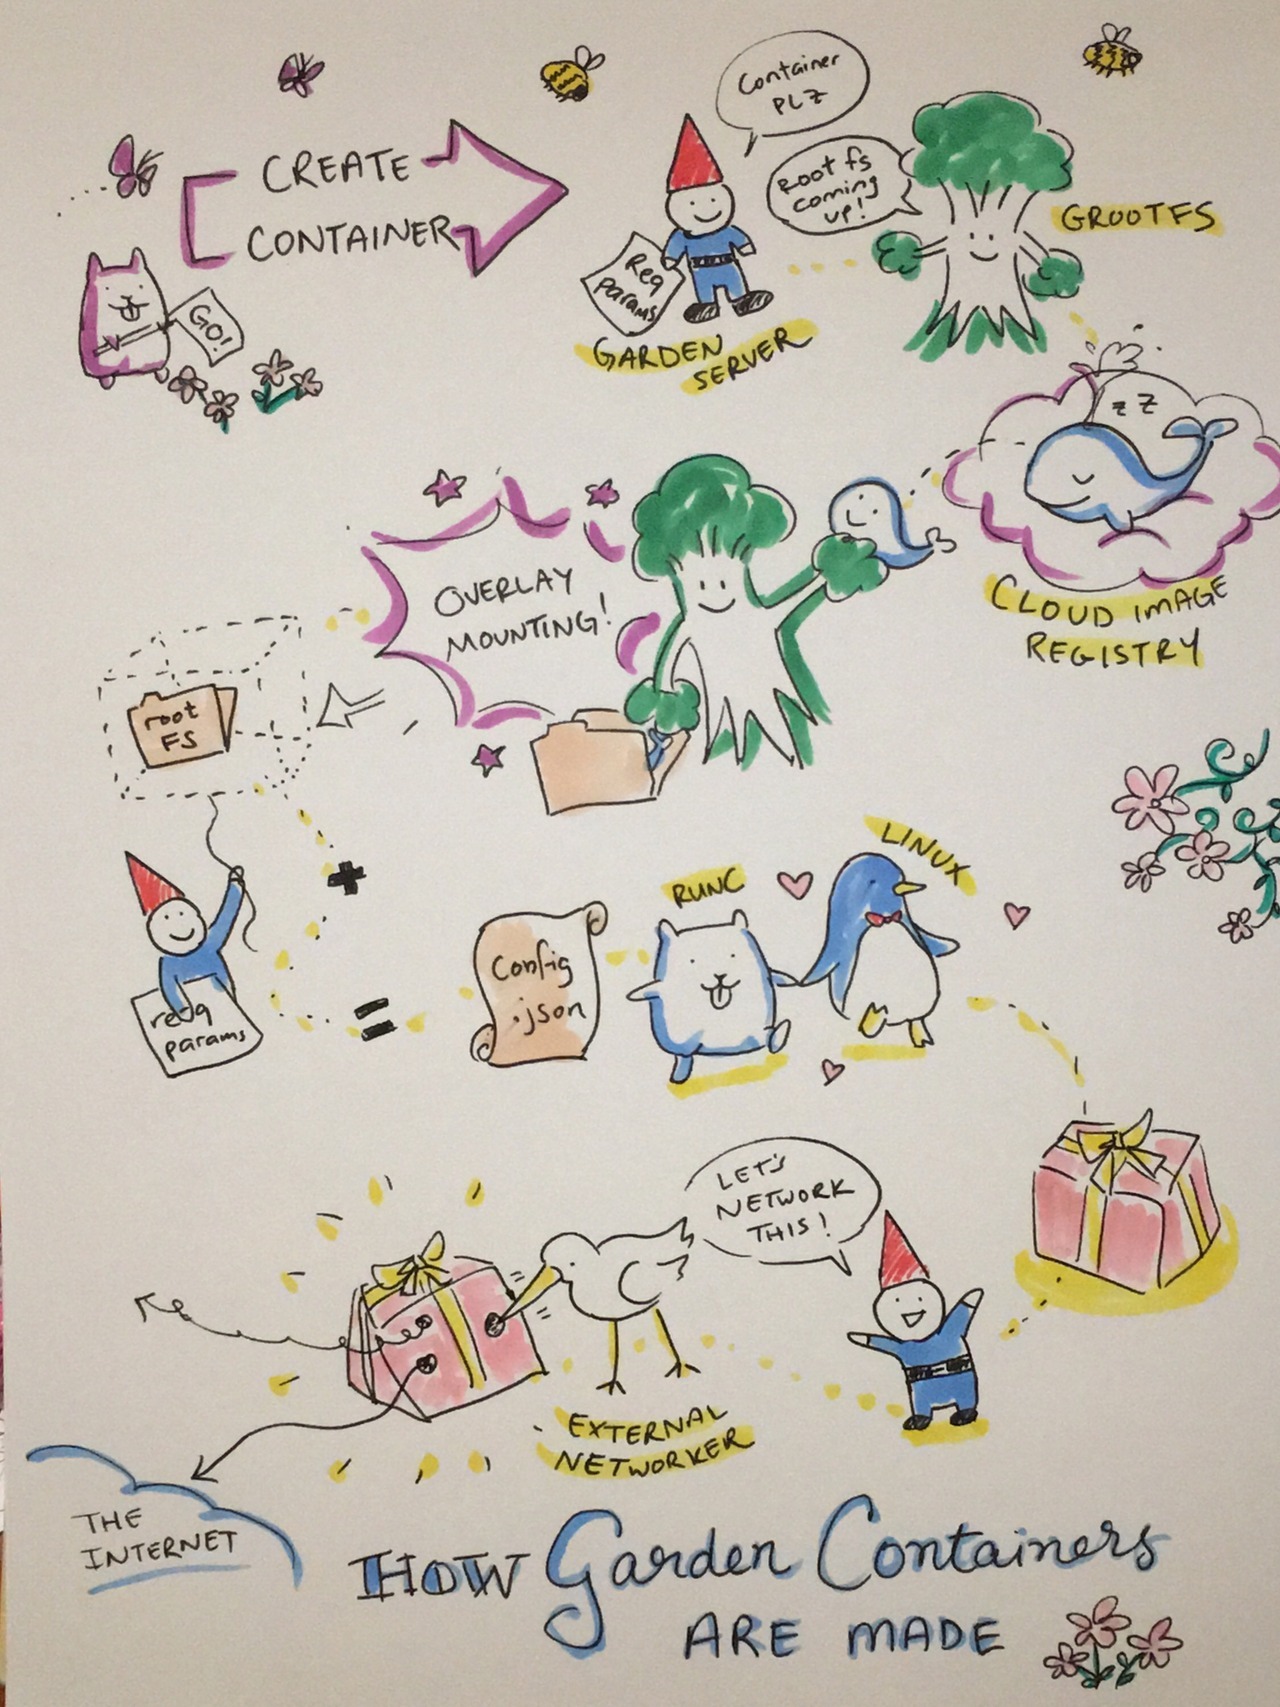 CREATE
CONTAINER
GO!
Container
PLZ
Root fs
coming
up!
Req
params
GARDEN
SERVER
GROOTFS
zz
CLOUD IMAGE
REGISTRY
OVERLAY
MOUNTING!
root
FS
+
req
params
=
Config
.json
RUNC
LINUX
LET'S
NETWORK
THIS!
EXTERNAL
NETWORKER
THE
INTERNET
HOW Garden Containers
ARE MADE